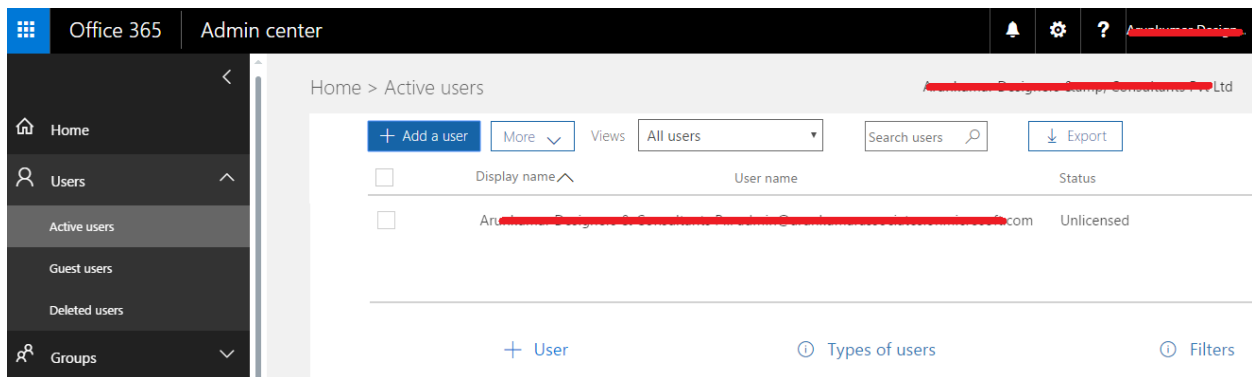 Office 365 Admin center ?
Home > Active users Ltd
Home
+ Add a user More Views All users Search users Export
Users
Display name User name Status
Active users
com Unlicensed
Guest users
Deleted users
Groups
+ User Types of users Filters